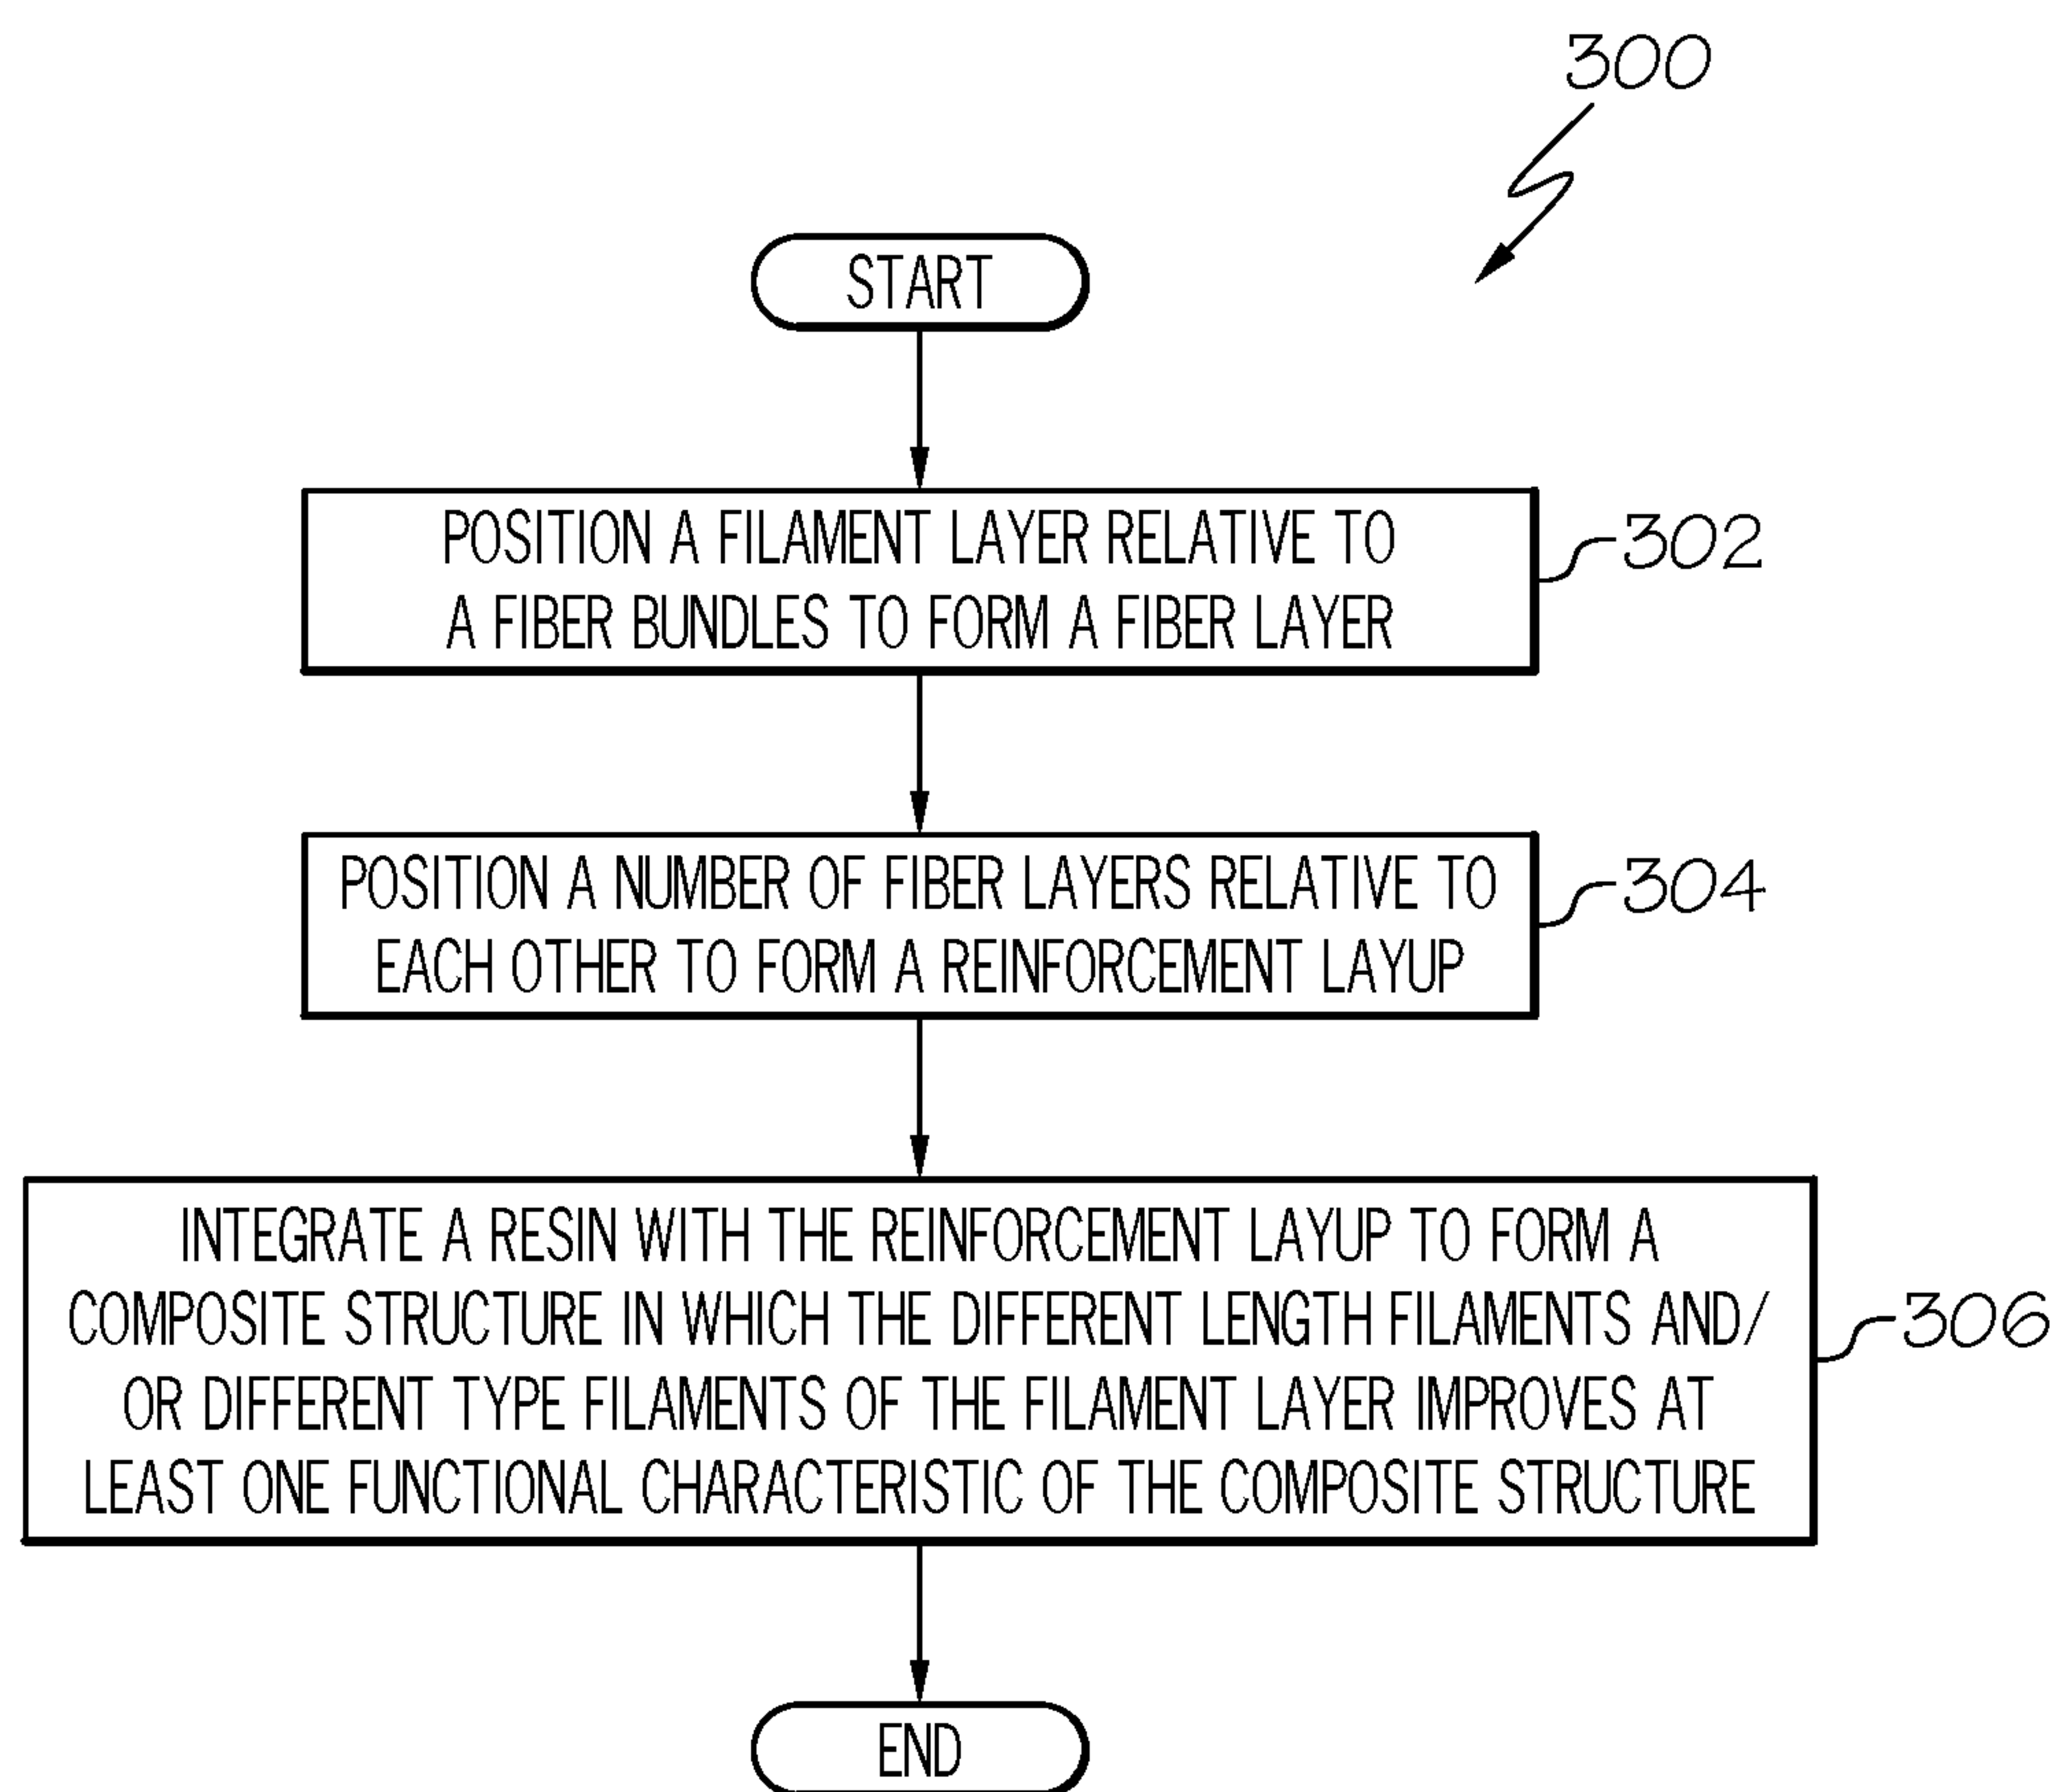 300
START
POSITION A FILAMENT LAYER RELATIVE TO
A FIBER BUNDLES TO FORM A FIBER LAYER
302
POSITION A NUMBER OF FIBER LAYERS RELATIVE TO
EACH OTHER TO FORM A REINFORCEMENT LAYUP
304
INTEGRATE A RESIN WITH THE REINFORCEMENT LAYUP TO FORM A
COMPOSITE STRUCTURE IN WHICH THE DIFFERENT LENGTH FILAMENTS AND/
OR DIFFERENT TYPE FILAMENTS OF THE FILAMENT LAYER IMPROVES AT
LEAST ONE FUNCTIONAL CHARACTERISTIC OF THE COMPOSITE STRUCTURE
306
END